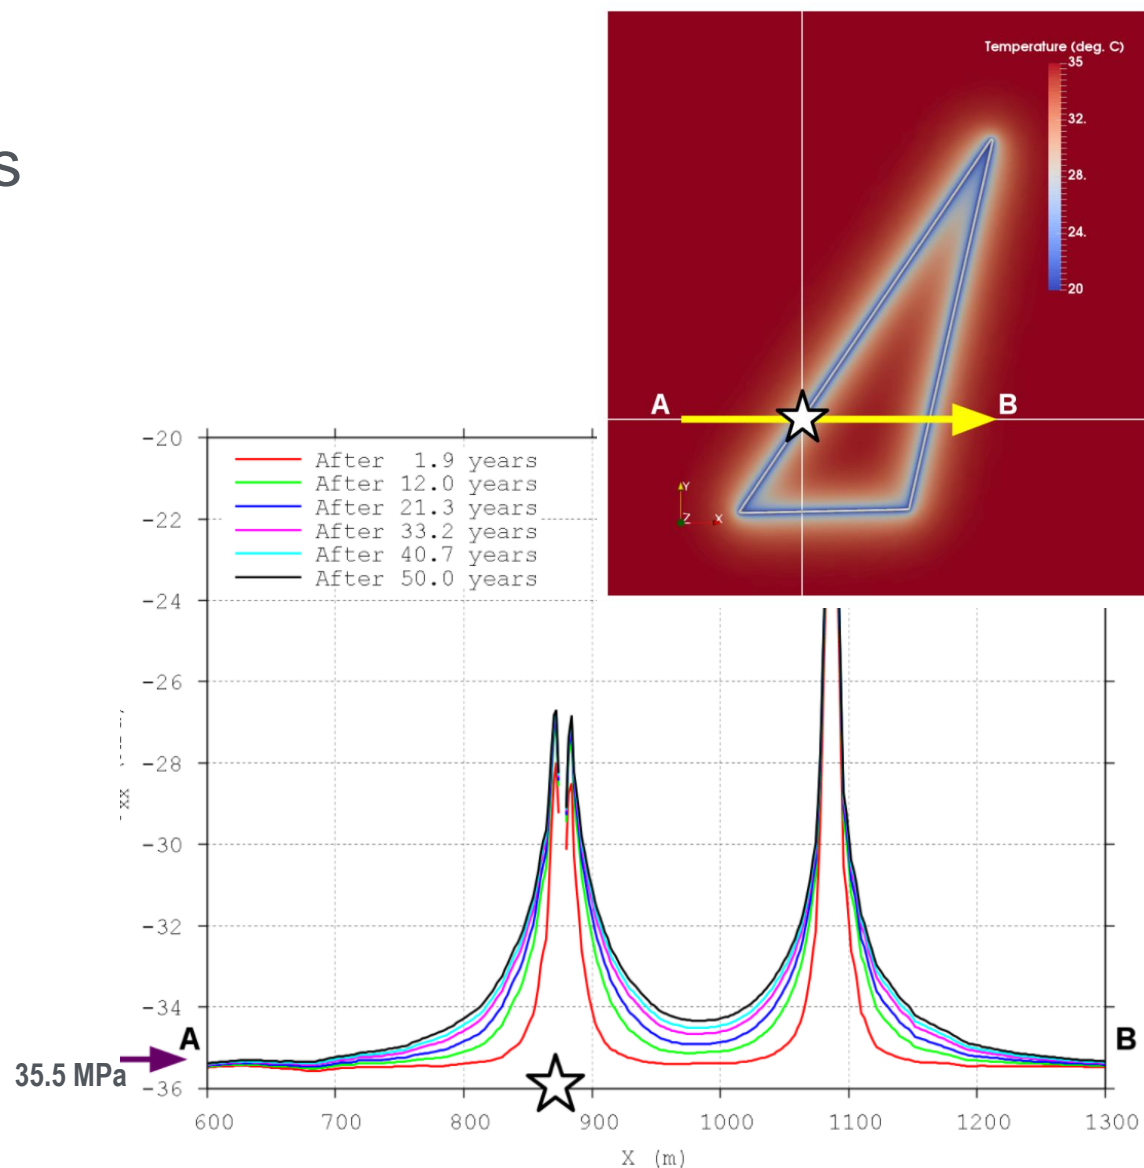 s
Temperature (deg. C)
35
32.
28.
24.
20
A
B
Y
Z
X
-20
-22
-24
-26
-28
-30
-32
-34
-36
After 1.9 years
After 12.0 years
After 21.3 years
After 33.2 years
After 40.7 years
After 50.0 years
XX
A
B
35.5 MPa
600
700
800
900
1000
1100
1200
1300
X (m)